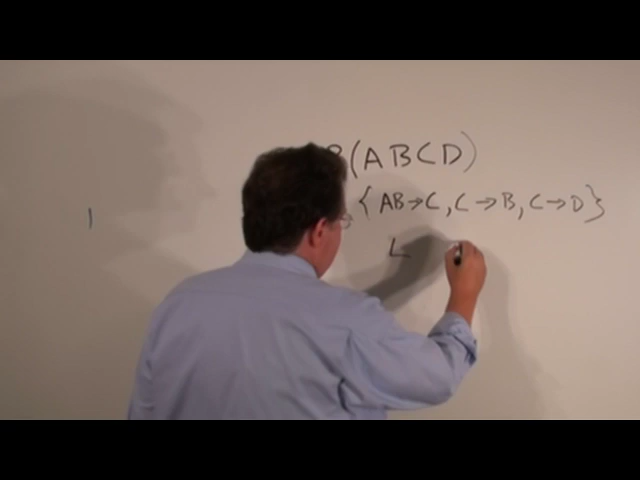 R(ABCD)
{AB→C, C→B, C→D}
L